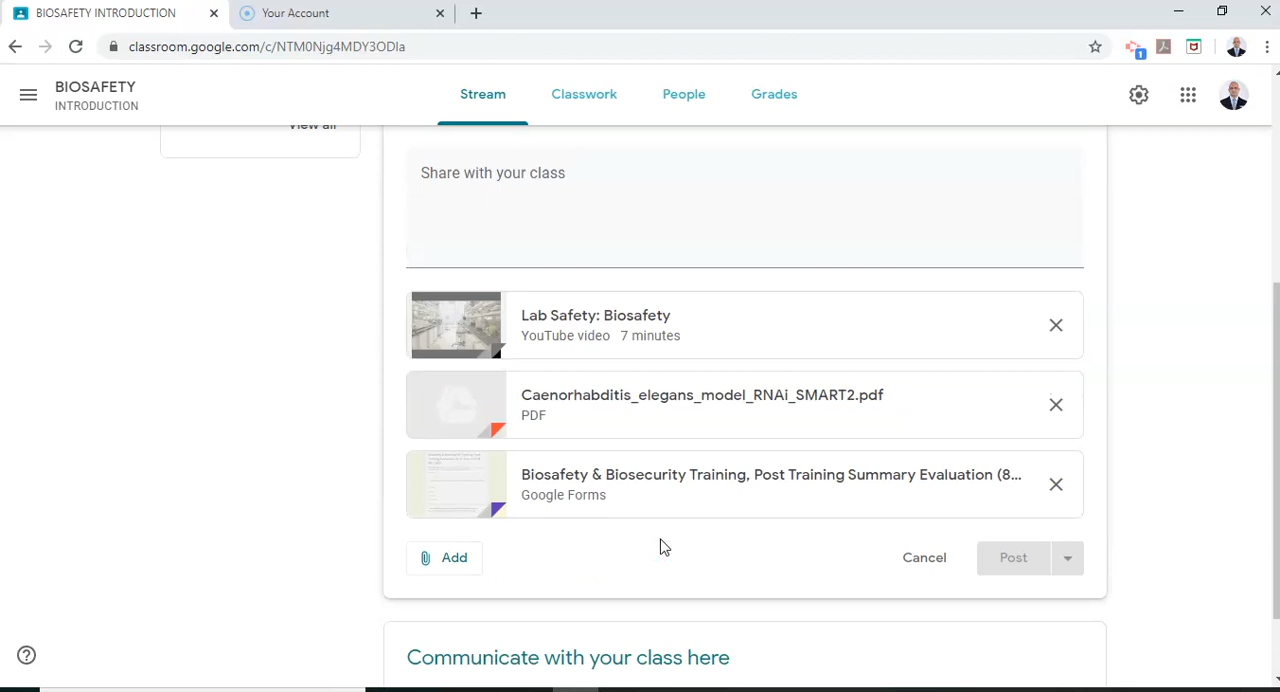 BIOSAFETY INTRODUCTION
Your Account
classroom.google.com/c/NTM0Njg4MDY3ODIa
1
BIOSAFETY
INTRODUCTION
Stream
Classwork
People
Grades
View all
Share with your class
Lab Safety: Biosafety
YouTube video 7 minutes
Caenorhabditis_elegans_model_RNAi_SMART2.pdf
PDF
Biosafety & Biosecurity Training, Post Training Summary Evaluation (8...
Google Forms
Add
Cancel
Post
Communicate with your class here